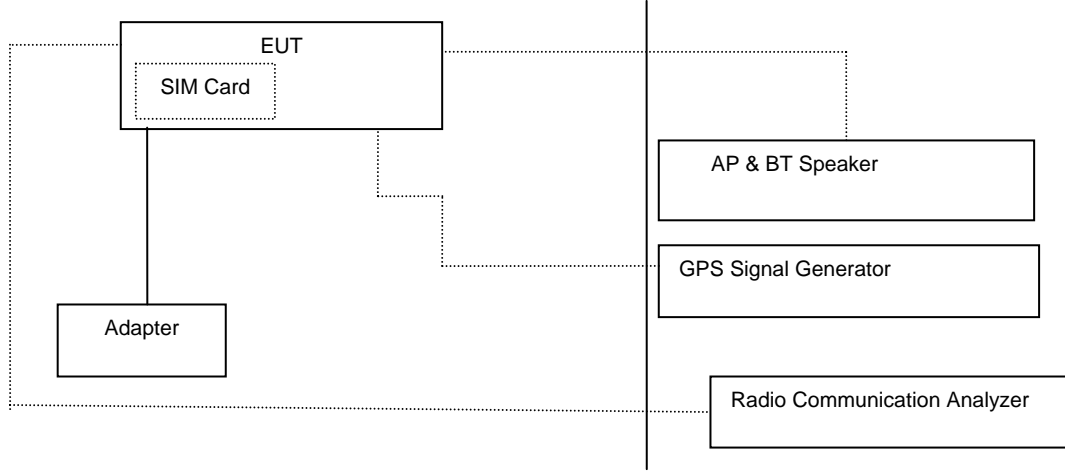 EUT
SIM Card
AP & BT Speaker
GPS Signal Generator
Adapter
Radio Communication Analyzer